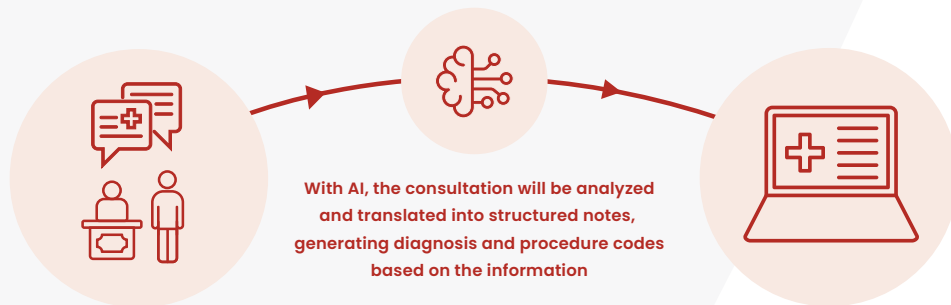 With AI, the consultation will be analyzed
and translated into structured notes,
generating diagnosis and procedure codes
based on the information